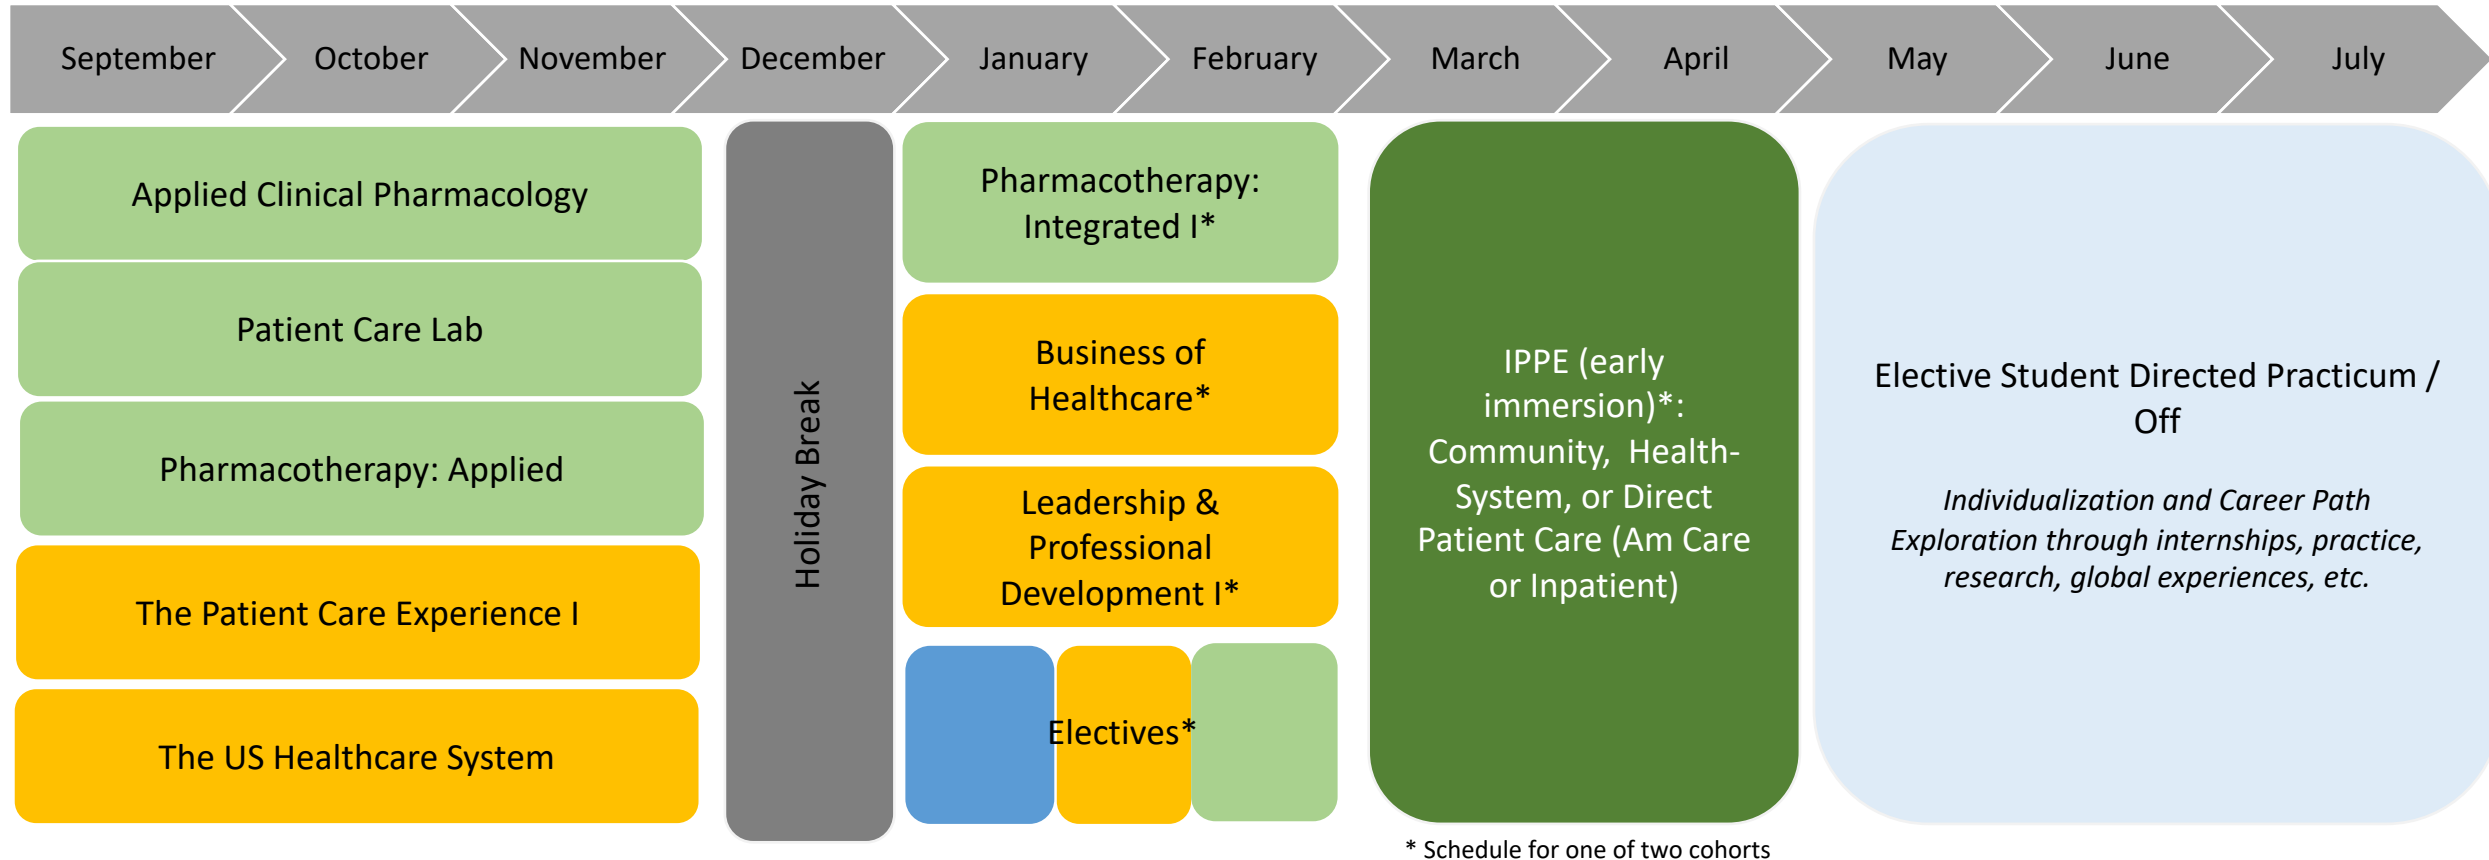 September October November December January February March April May June July
Applied Clinical Pharmacology
Patient Care Lab
Pharmacotherapy: Applied
The Patient Care Experience I
The US Healthcare System
Holiday Break
Pharmacotherapy:
Integrated I*
Business of
Healthcare*
Leadership &
Professional
Development I*
Electives*
IPPE (early
immersion)*:
Community, Health-
System, or Direct
Patient Care (Am Care
or Inpatient)
Elective Student Directed Practicum /
Off
Individualization and Career Path
Exploration through internships, practice,
research, global experiences, etc.
* Schedule for one of two cohorts